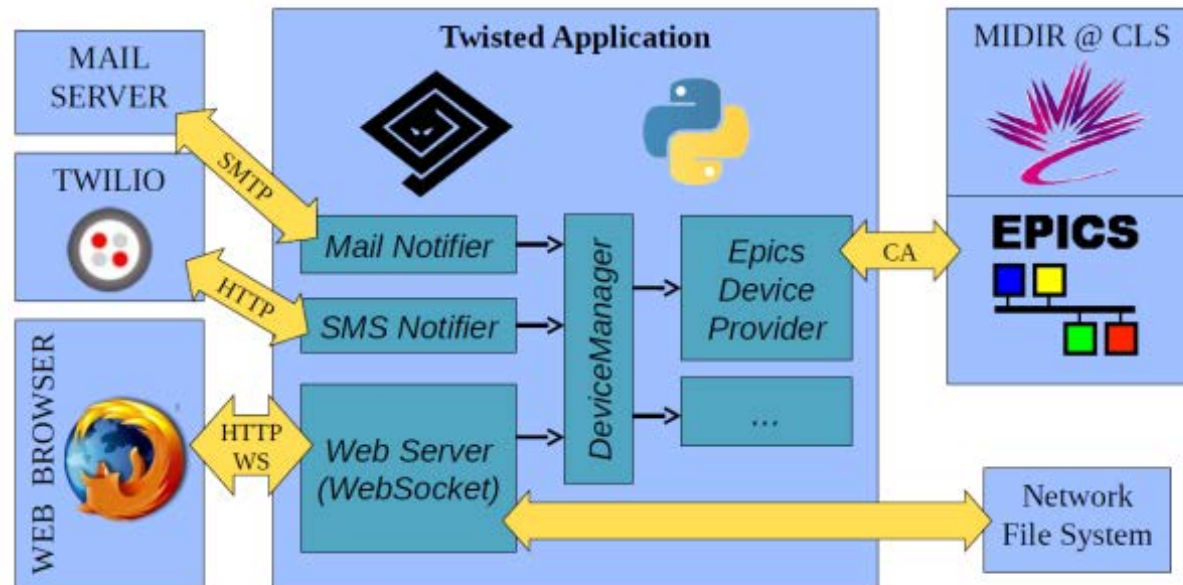 MAIL
SERVER
TWILIO
WEB BROWSER
SMTP
HTTP
HTTP
WS
Twisted Application
Mail Notifier
SMS Notifier
Web Server
(WebSocket)
DeviceManager
Epics
Device
Provider
...
CA
MIDIR @ CLS
EPICS
Network
File System